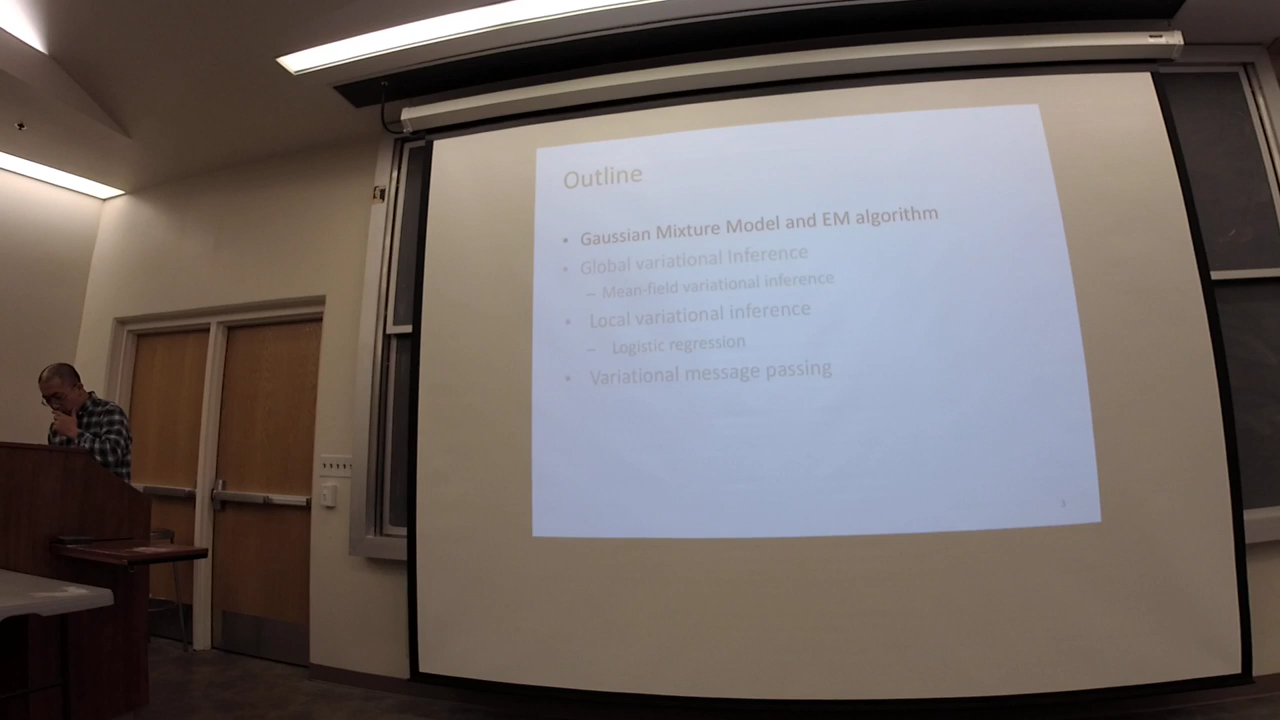 Outline
• Gaussian Mixture Model and EM algorithm
• Global variational Inference
– Mean-field variational inference
• Local variational inference
– Logistic regression
• Variational message passing
3